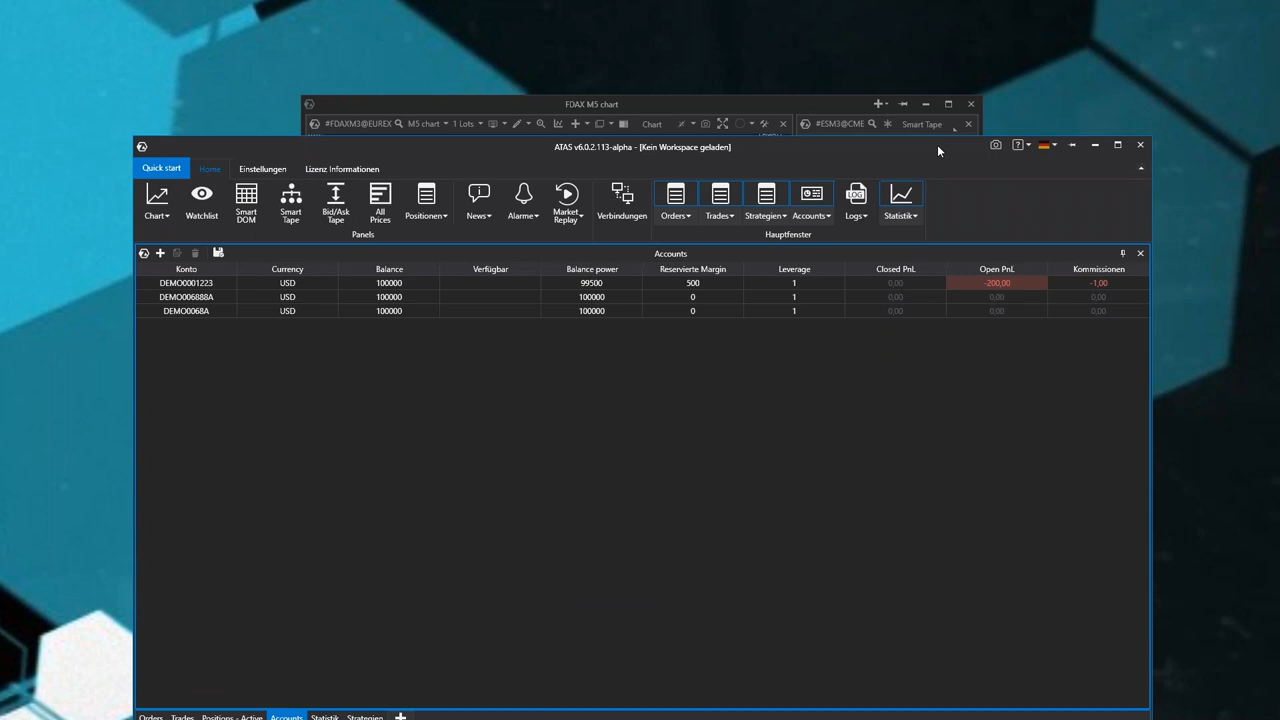 FDAX M5 chart
#FDAXM3@EUREX M5 chart 1 Lots Chart #ESM3@CME Smart Tape
ATAS v6.0.2.113-alpha - [Kein Workspace geladen]
Quick start Home Einstellungen Lizenz Informationen
Chart Watchlist Smart DOM Smart Tape Bid/Ask Tape All Prices Positionen News Alarme Market Replay Verbindungen Orders Trades Strategien Accounts LOG Logs Statistik
Panels Hauptfenster
Accounts
Konto Currency Balance Verfügbar Balance power Reservierte Margin Leverage Closed PnL Open PnL Kommissionen
DEMO0001223 USD 100000 99500 500 1 0,00 -200,00 -1,00
DEMO006888A USD 100000 100000 0 1 0,00 0,00 0,00
DEMO0068A USD 100000 100000 0 1 0,00 0,00 0,00
Orders Trades Positions - Active Accounts Statistik Strategien